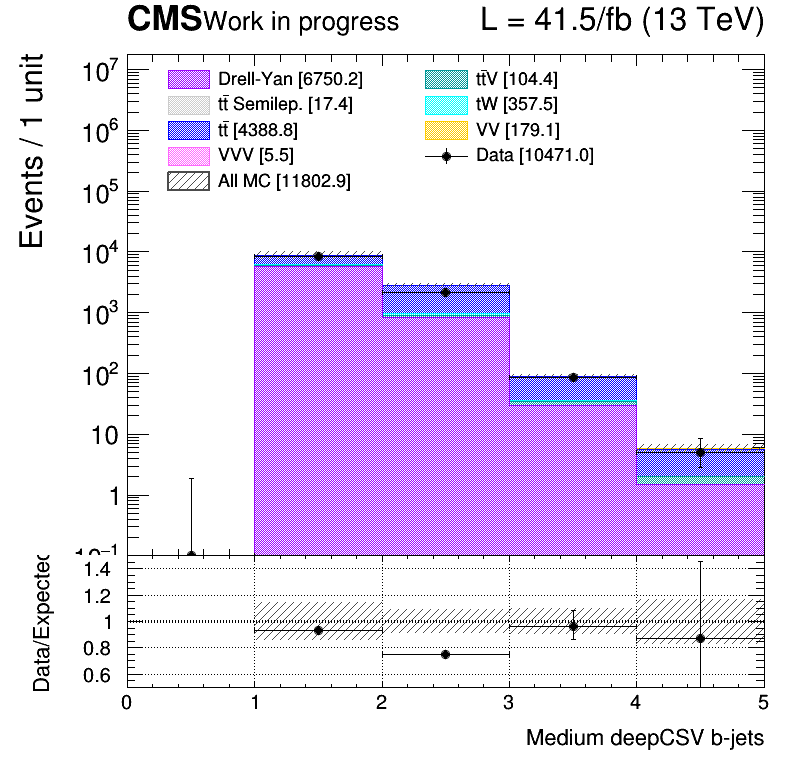 CMS Work in progress L = 41.5/fb (13 TeV)
Events / 1 unit
10⁷
10⁶
10⁵
10⁴
10³
10²
10
1
10⁻¹
Drell-Yan [6750.2]
tt̄ Semilep. [17.4]
tt̄ [4388.8]
VVV [5.5]
All MC [11802.9]
tt̄V [104.4]
tW [357.5]
VV [179.1]
Data [10471.0]
Data/Expected
1.4
1.2
1
0.8
0.6
0 1 2 3 4 5
Medium deepCSV b-jets